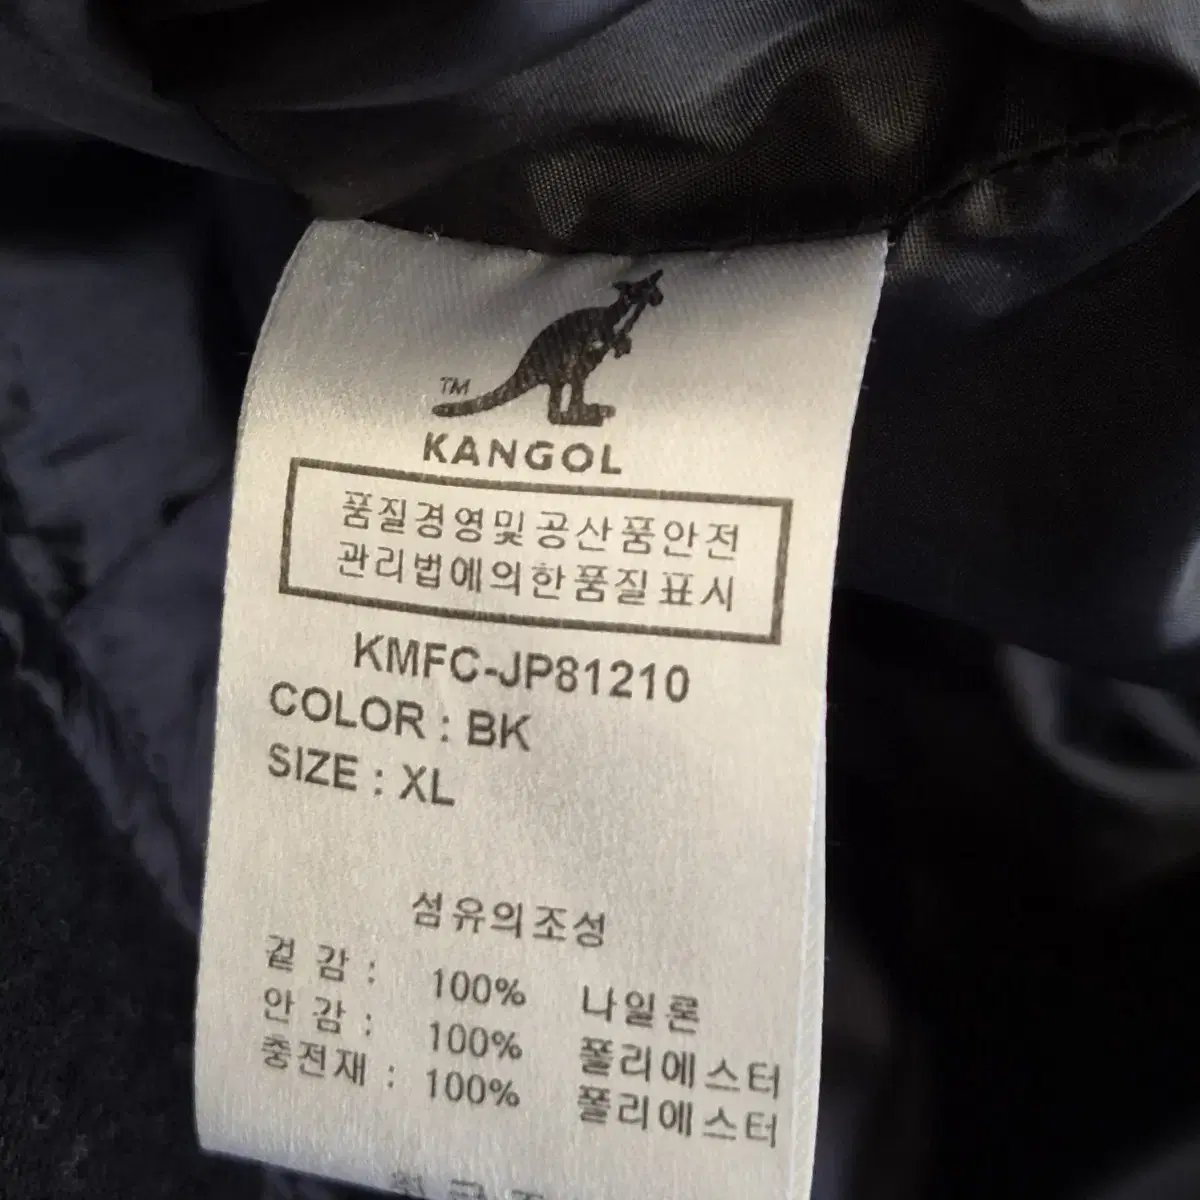 TM
KANGOL
품질경영및공산품안전
관리법에의한품질표시
KMFC-JP81210
COLOR : BK
SIZE : XL
섬유의조성
겉 감 : 100% 나일론
안 감 : 100% 폴리에스터
충전재 : 100% 폴리에스터